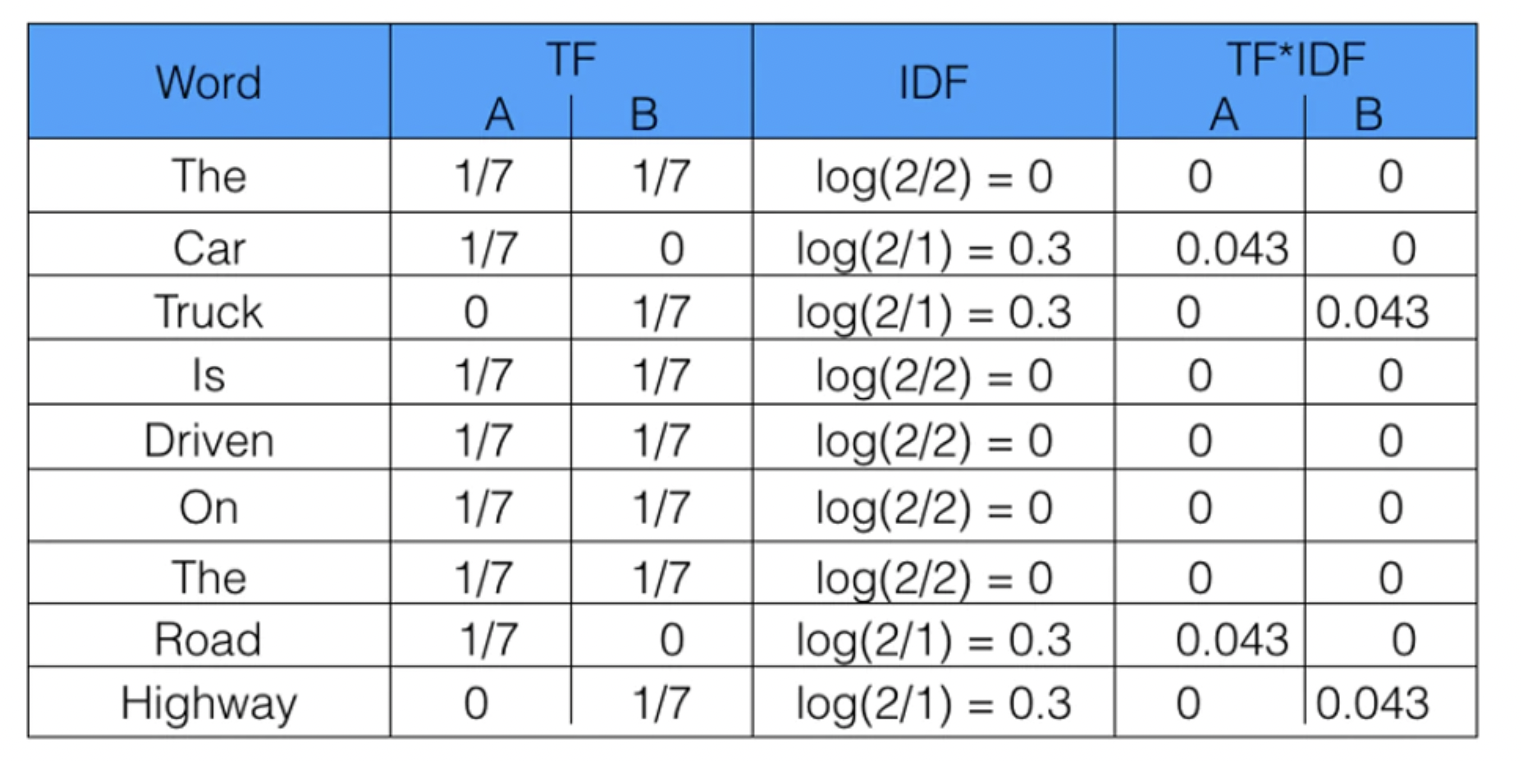 Word TF IDF TF*IDF
A B A B
The 1/7 1/7 log(2/2) = 0 0 0
Car 1/7 0 log(2/1) = 0.3 0.043 0
Truck 0 1/7 log(2/1) = 0.3 0 0.043
Is 1/7 1/7 log(2/2) = 0 0 0
Driven 1/7 1/7 log(2/2) = 0 0 0
On 1/7 1/7 log(2/2) = 0 0 0
The 1/7 1/7 log(2/2) = 0 0 0
Road 1/7 0 log(2/1) = 0.3 0.043 0
Highway 0 1/7 log(2/1) = 0.3 0 0.043